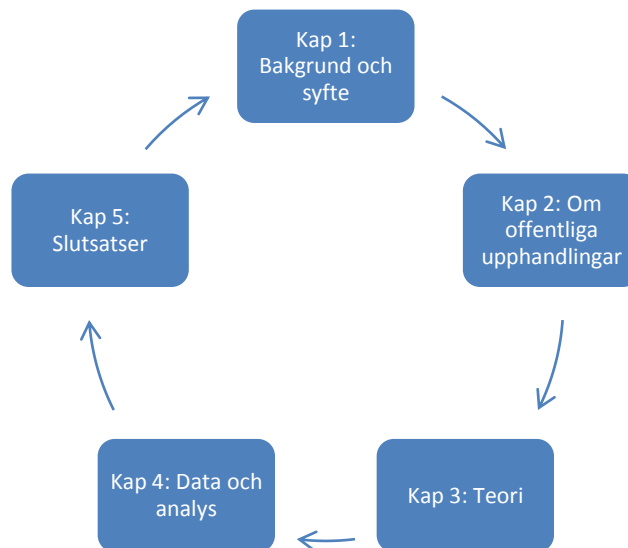 Kap 1:
Bakgrund och
syfte
Kap 2: Om
offentliga
upphandlingar
Kap 3: Teori
Kap 4: Data och
analys
Kap 5:
Slutsatser